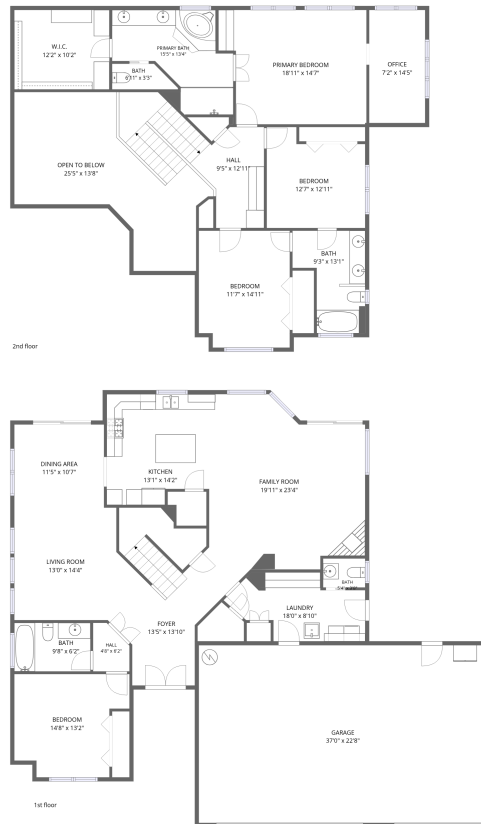 W.I.C.
12'2" x 10'2"
PRIMARY BATH
15'5" x 13'4"
BATH
6'11" x 3'3"
PRIMARY BEDROOM
18'11" x 14'7"
OFFICE
7'2" x 14'5"
OPEN TO BELOW
25'5" x 13'8"
HALL
9'5" x 12'11"
BEDROOM
12'7" x 12'11"
BATH
9'3" x 13'1"
BEDROOM
11'7" x 14'11"
2nd floor
DINING AREA
11'5" x 10'7"
KITCHEN
13'1" x 14'2"
FAMILY ROOM
19'11" x 23'4"
LIVING ROOM
13'0" x 14'4"
BATH
LAUNDRY
18'0" x 8'10"
FOYER
13'5" x 13'10"
BATH
9'8" x 6'2"
HALL
4'8" x 6'2"
BEDROOM
14'8" x 13'2"
GARAGE
37'0" x 22'8"
1st floor